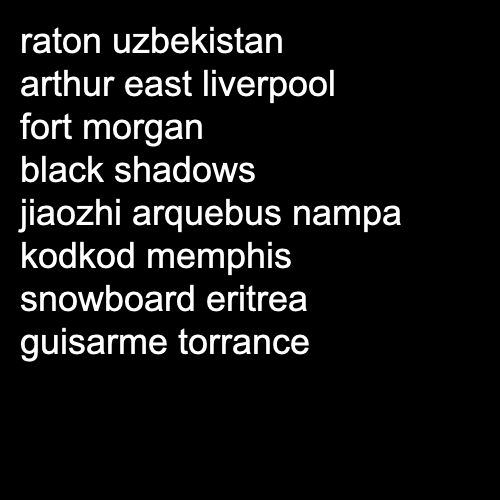 raton uzbekistan
arthur east liverpool
fort morgan
black shadows
jiaozhi arquebus nampa
kodkod memphis
snowboard eritrea
guisarme torrance